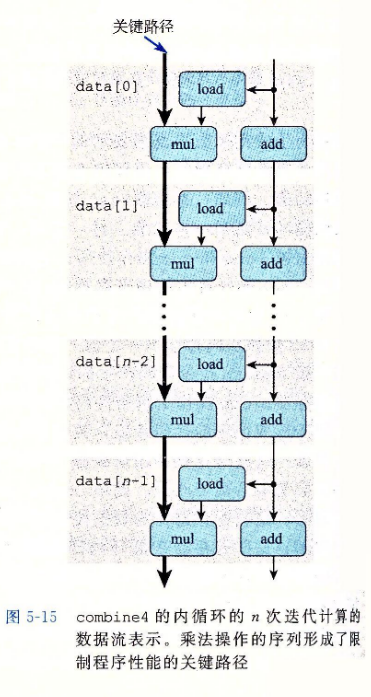 关键路径
data[0]
load
mul
add
data[1]
load
mul
add
data[n-2]
load
mul
add
data[n-1]
load
mul
add
图 5-15 combine4 的内循环的 n 次迭代计算的
数据流表示。乘法操作的序列形成了限
制程序性能的关键路径